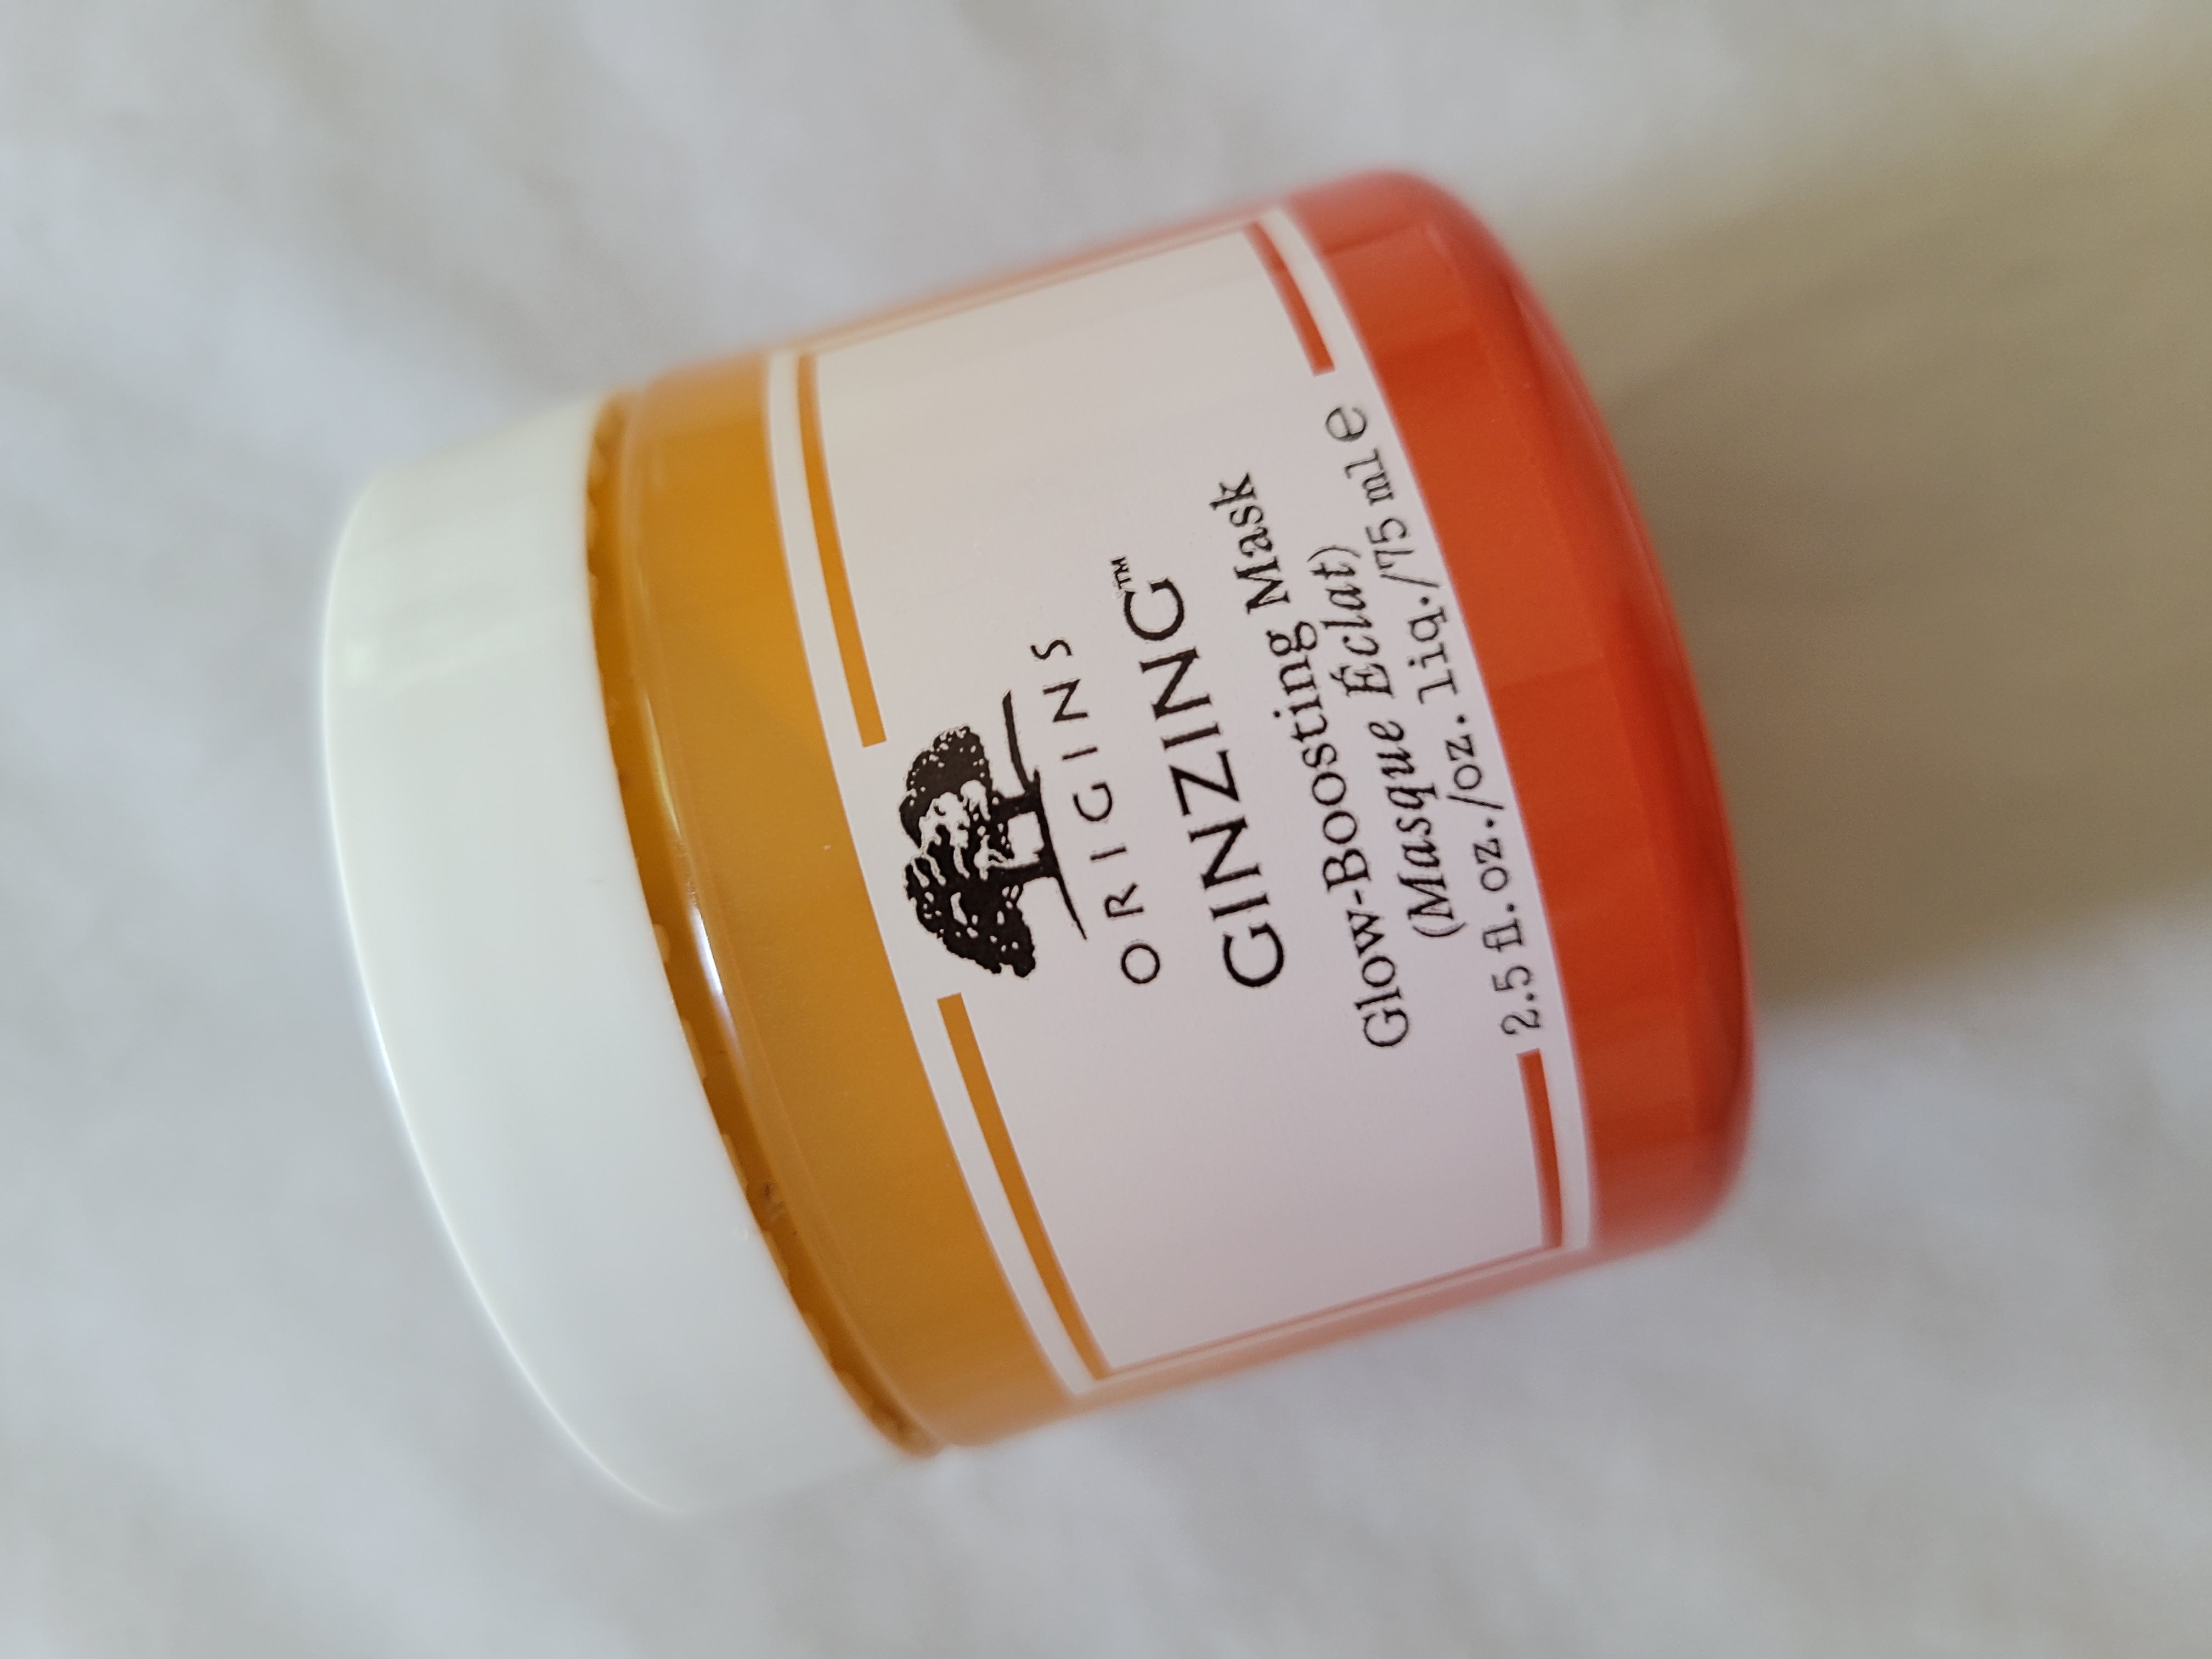 ORIGINS
GINZING™
Glow-Boosting Mask
(Masque Éclat)
2.5 fl.oz./oz. liq./75 ml ℮